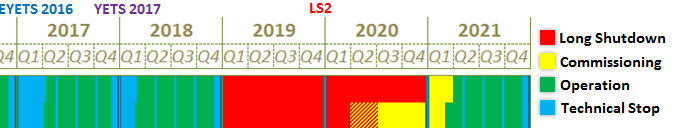 EYETS 2016 YETS 2017 LS2
2017 2018 2019 2020 2021
Q4 Q1 Q2 Q3 Q4 Q1 Q2 Q3 Q4 Q1 Q2 Q3 Q4 Q1 Q2 Q3 Q4 Q1 Q2 Q3 Q4
Long Shutdown
Commissioning
Operation
Technical Stop